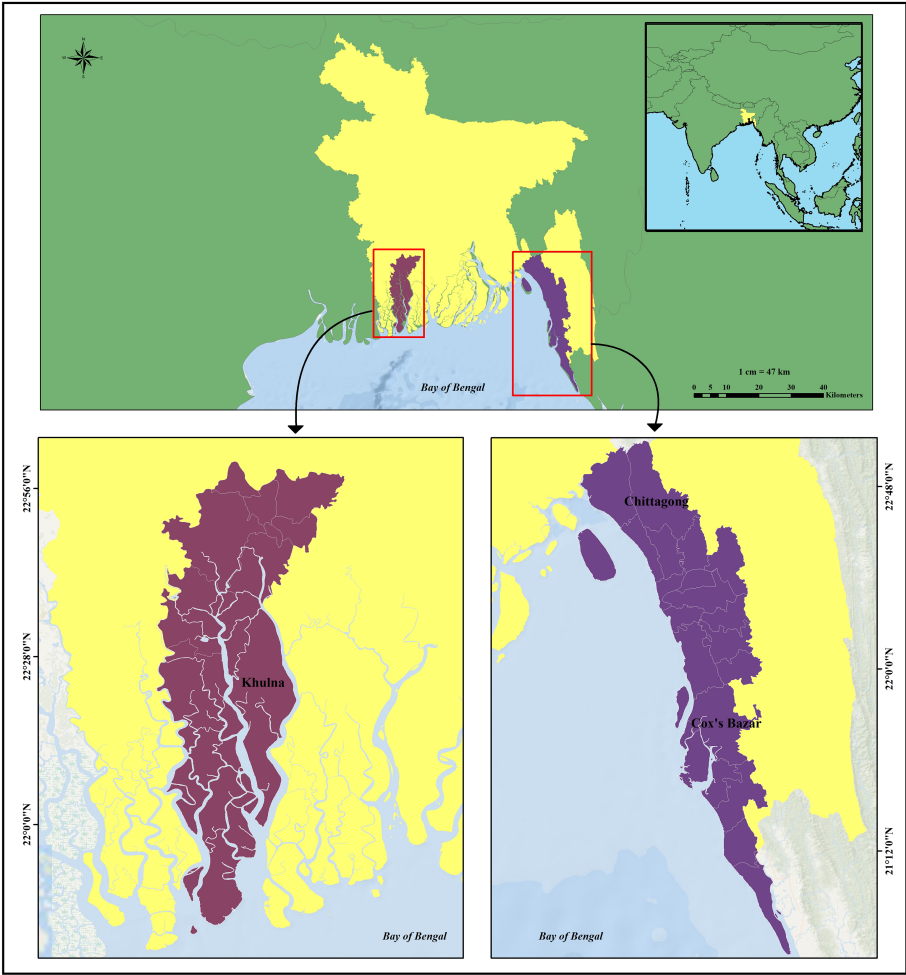 N
W E
S
Bay of Bengal
1 cm = 47 km
0 5 10 20 30 40
Kilometers
22°56'0"N
22°28'0"N
22°0'0"N
Khulna
Bay of Bengal
Chittagong
Cox's Bazar
Bay of Bengal
22°48'0"N
22°0'0"N
21°12'0"N